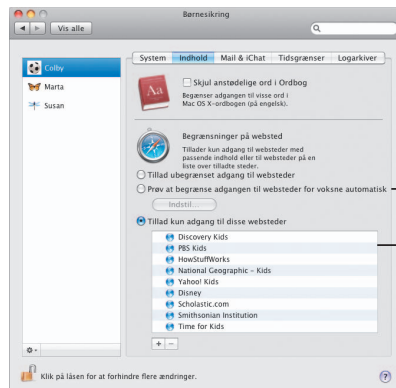 Børnesikring
Vis alle
System Indhold Mail & iChat Tidsgrænser Logarkiver
Colby
Marta
Susan
Skjul anstødelige ord i Ordbog
Begrænser adgangen til visse ord i
Mac OS X-ordbogen (på engelsk).
Aa
Begrænsninger på websted
Tillader kun adgang til websteder med
passende indhold eller til websteder på en
liste over tilladte steder.
Tillad ubegrænset adgang til websteder
Prøv at begrænse adgangen til websteder for voksne automatisk
Indstil...
Tillad kun adgang til disse websteder
Discovery Kids
PBS Kids
HowStuffWorks
National Geographic - Kids
Yahoo! Kids
Disney
Scholastic.com
Smithsonian Institution
Time for Kids
+ −
Klik på låsen for at forhindre flere ændringer.
?